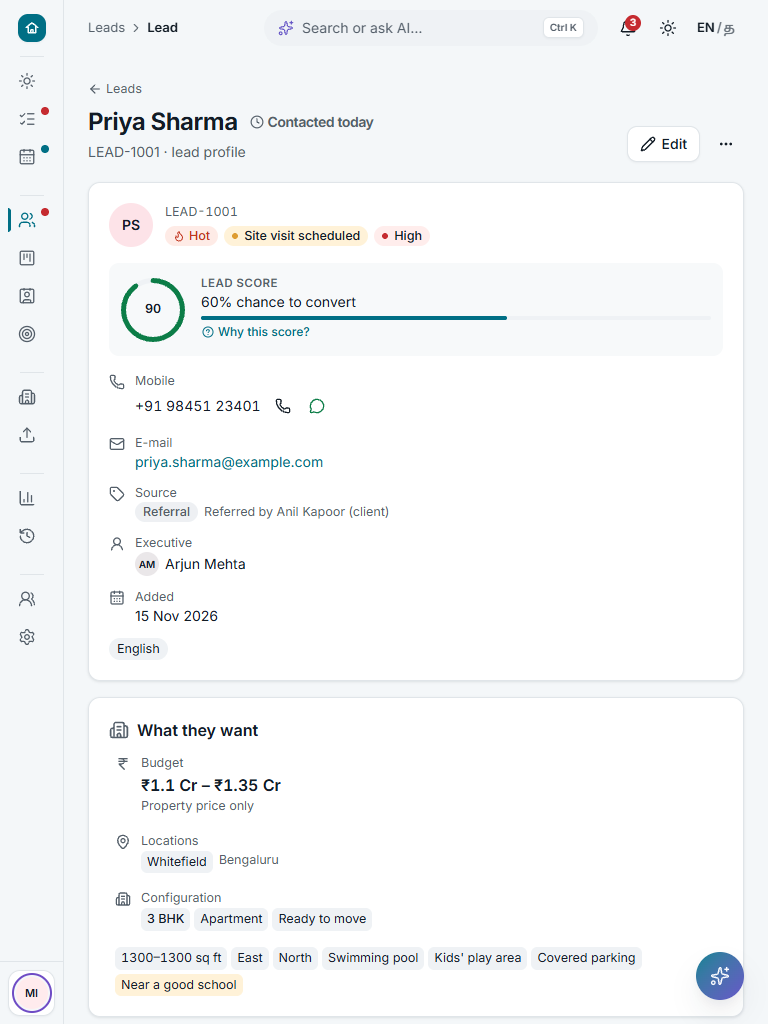 Leads > Lead
Search or ask AI... Ctrl K
3
EN / த
← Leads
Priya Sharma Contacted today
LEAD-1001 · lead profile
Edit
PS
LEAD-1001
Hot Site visit scheduled High
90
LEAD SCORE
60% chance to convert
Why this score?
Mobile
+91 98451 23401
E-mail
priya.sharma@example.com
Source
Referral Referred by Anil Kapoor (client)
Executive
AM Arjun Mehta
Added
15 Nov 2026
English
What they want
₹ Budget
₹1.1 Cr – ₹1.35 Cr
Property price only
Locations
Whitefield Bengaluru
Configuration
3 BHK Apartment Ready to move
1300–1300 sq ft East North Swimming pool Kids' play area Covered parking
Near a good school
MI